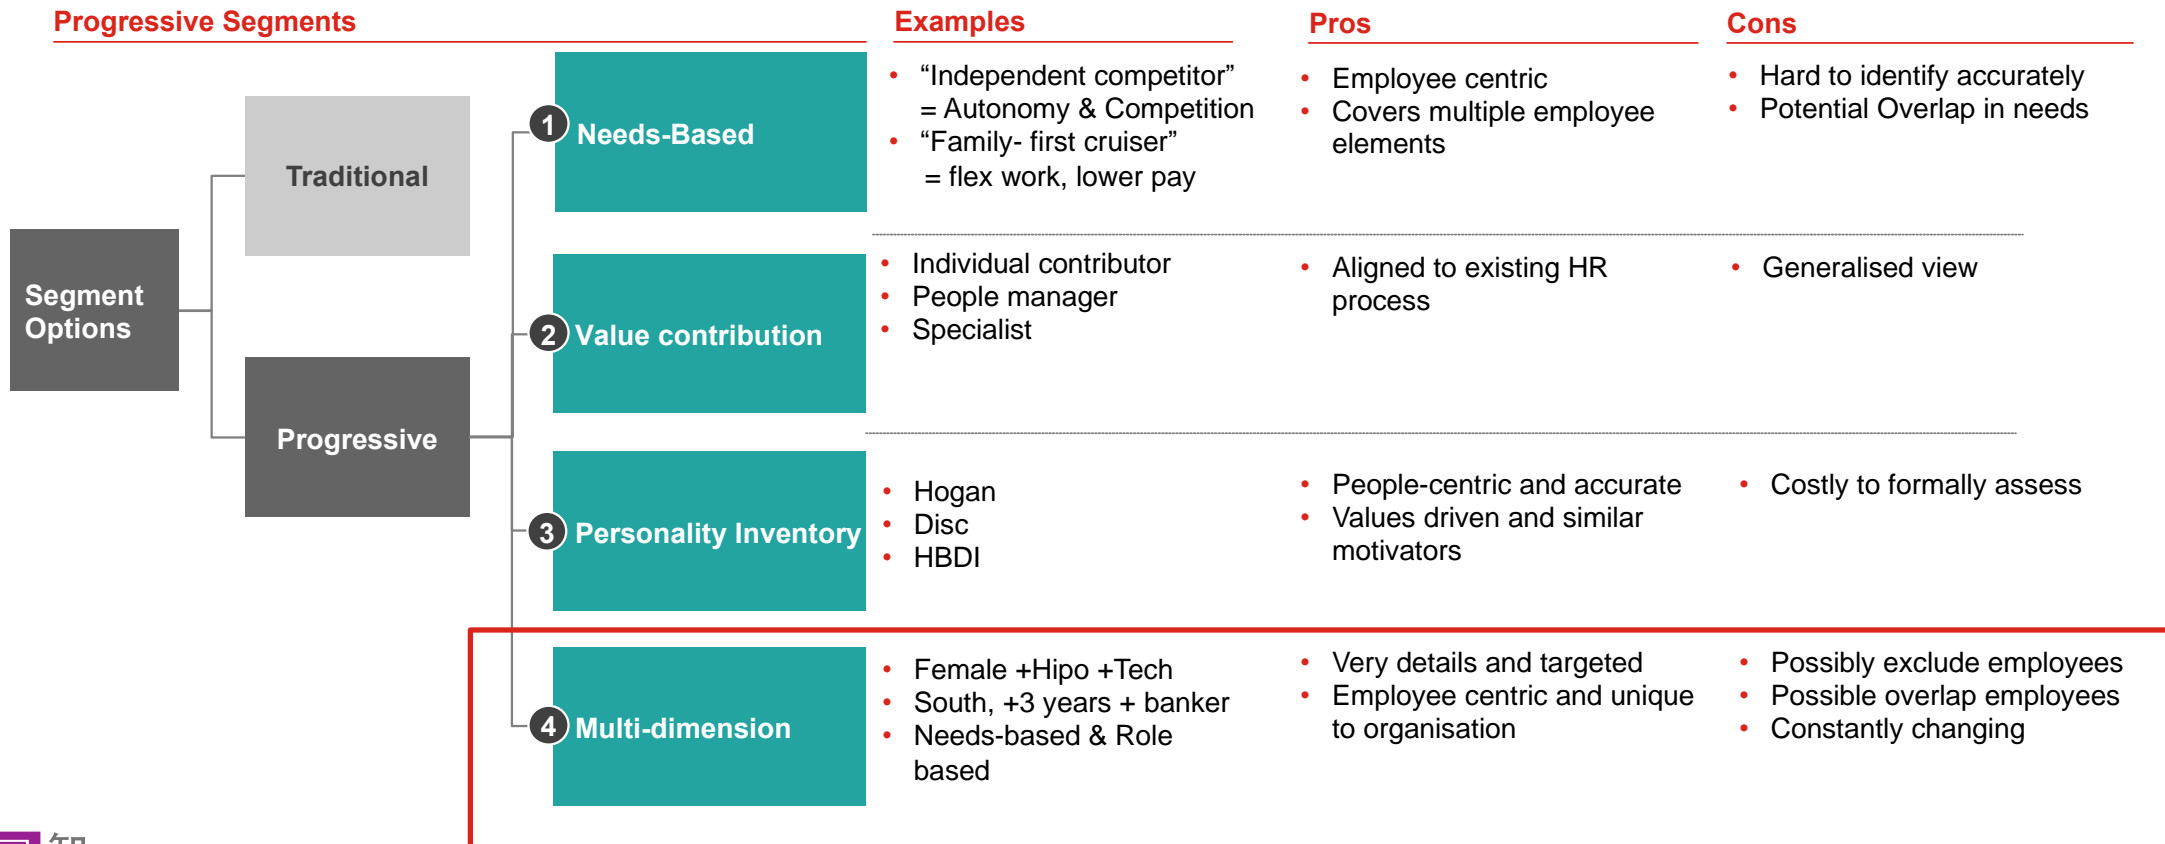 Progressive Segments
Examples
Pros
Cons
Segment
Options
Traditional
Progressive
1
Needs-Based
• “Independent competitor”
= Autonomy & Competition
• “Family- first cruiser”
= flex work, lower pay
• Employee centric
• Covers multiple employee
elements
• Hard to identify accurately
• Potential Overlap in needs
2
Value contribution
• Individual contributor
• People manager
• Specialist
• Aligned to existing HR
process
• Generalised view
3
Personality Inventory
• Hogan
• Disc
• HBDI
• People-centric and accurate
• Values driven and similar
motivators
• Costly to formally assess
4
Multi-dimension
• Female +Hipo +Tech
• South, +3 years + banker
• Needs-based & Role
based
• Very details and targeted
• Employee centric and unique
to organisation
• Possibly exclude employees
• Possible overlap employees
• Constantly changing